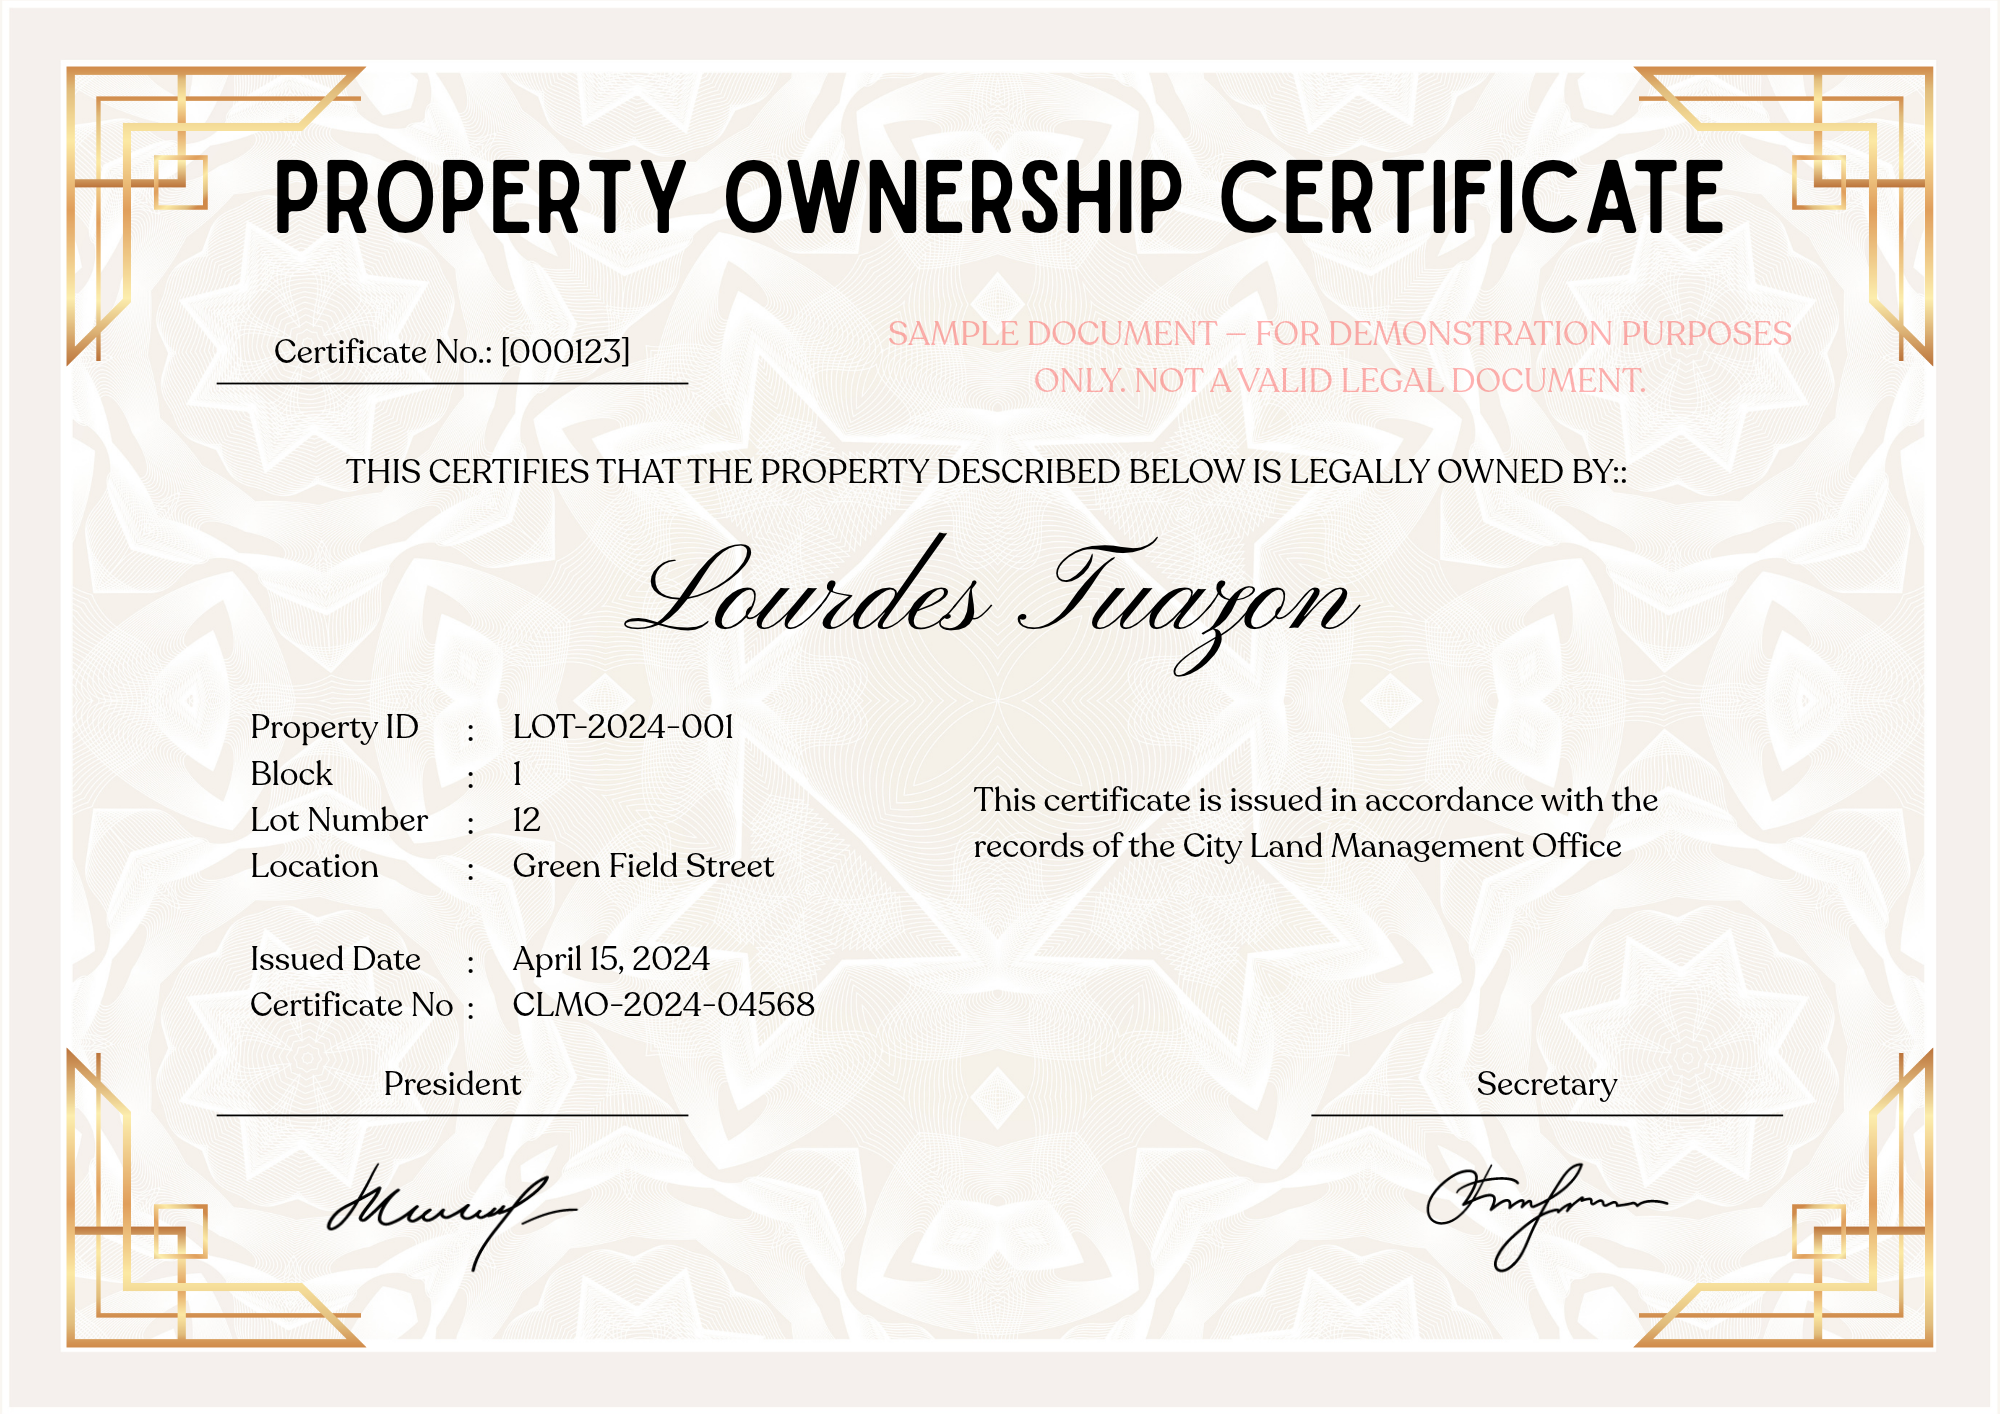 PROPERTY OWNERSHIP CERTIFICATE
Certificate No.: [000123]
SAMPLE DOCUMENT – FOR DEMONSTRATION PURPOSES
ONLY. NOT A VALID LEGAL DOCUMENT.
THIS CERTIFIES THAT THE PROPERTY DESCRIBED BELOW IS LEGALLY OWNED BY::
Lourdes Tuazon
Property ID : LOT-2024-001
Block : 1
Lot Number : 12
Location : Green Field Street
This certificate is issued in accordance with the
records of the City Land Management Office
Issued Date : April 15, 2024
Certificate No : CLMO-2024-04568
President
Secretary